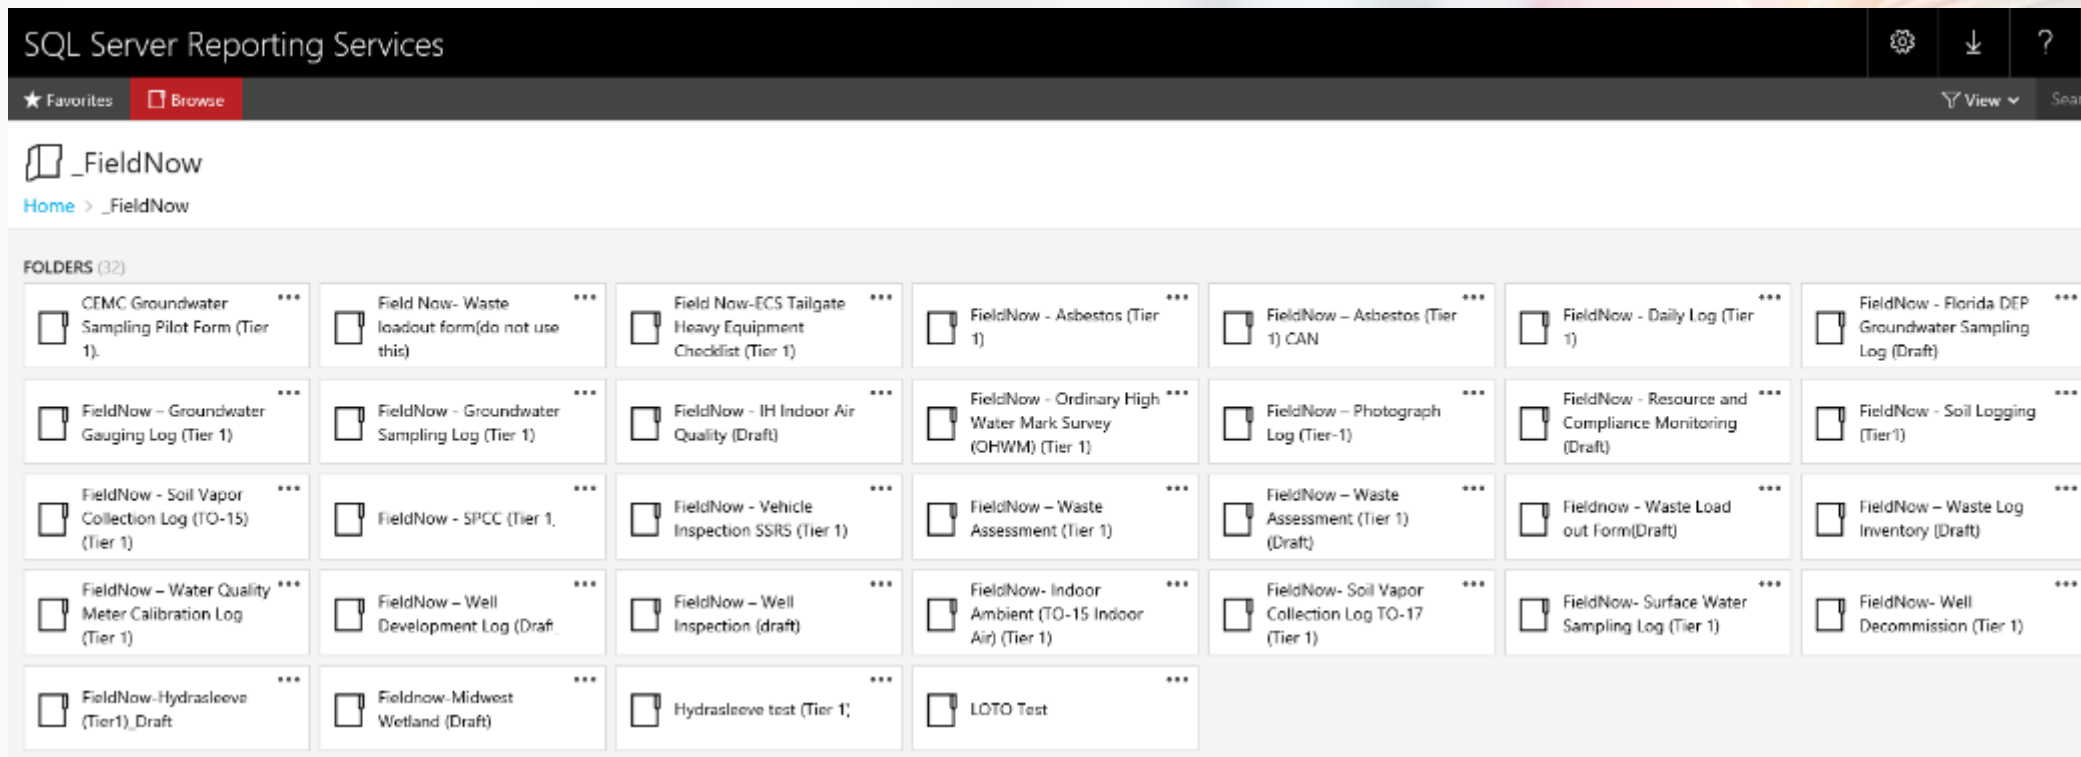 SQL Server Reporting Services
?
Favorites
Browse
View
_FieldNow
Home > _FieldNow
FOLDERS (32)
CEMC Groundwater
Sampling Pilot Form (Tier
1).
Field Now- Waste
loadout form(do not use
this)
Field Now-ECS Tailgate
Heavy Equipment
Checklist (Tier 1)
FieldNow - Asbestos (Tier
1)
FieldNow – Asbestos (Tier
1) CAN
FieldNow - Daily Log (Tier
1)
FieldNow - Florida DEP
Groundwater Sampling
Log (Draft)
FieldNow – Groundwater
Gauging Log (Tier 1)
FieldNow - Groundwater
Sampling Log (Tier 1)
FieldNow - IH Indoor Air
Quality (Draft)
FieldNow - Ordinary High
Water Mark Survey
(OHWM) (Tier 1)
FieldNow – Photograph
Log (Tier-1)
FieldNow - Resource and
Compliance Monitoring
(Draft)
FieldNow - Soil Logging
(Tier1)
FieldNow - Soil Vapor
Collection Log (TO-15)
(Tier 1)
FieldNow - SPCC (Tier 1
FieldNow - Vehicle
Inspection SSRS (Tier 1)
FieldNow – Waste
Assessment (Tier 1)
FieldNow – Waste
Assessment (Tier 1)
(Draft)
Fieldnow - Waste Load
out Form(Draft)
FieldNow – Waste Log
Inventory (Draft)
FieldNow – Water Quality
Meter Calibration Log
(Tier 1)
FieldNow – Well
Development Log (Draft
FieldNow – Well
Inspection (draft)
FieldNow- Indoor
Ambient (TO-15 Indoor
Air) (Tier 1)
FieldNow- Soil Vapor
Collection Log TO-17
(Tier 1)
FieldNow- Surface Water
Sampling Log (Tier 1)
FieldNow- Well
Decommission (Tier 1)
FieldNow-Hydrasleeve
(Tier1)_Draft
Fieldnow-Midwest
Wetland (Draft)
Hydrasleeve test (Tier 1)
LOTO Test